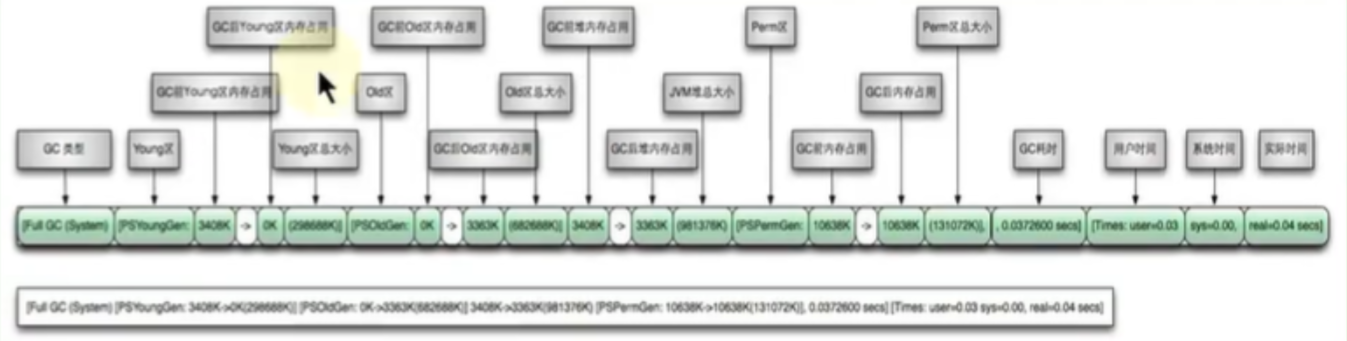 GC后Young区内存占用 GC前Old区内存占用 GC前堆内存占用 Perm区 Perm区总大小
GC前Young区内存占用 Old区 Old区总大小 JVM堆总大小 GC后内存占用
GC 类型 Young区 Young区总大小 GC后Old区内存占用 GC后堆内存占用 GC前内存占用 GC耗时 用户时间 系统时间 实际时间
[Full GC (System) [PSYoungGen: 3408K -> 0K (298688K)] [PSOldGen: 0K -> 3363K (682688K)] 3408K -> 3363K (981376K) [PSPermGen: 10638K -> 10638K (131072K)], , 0.0372600 secs] [Times: user=0.03 sys=0.00, real=0.04 secs]
[Full GC (System) [PSYoungGen: 3408K->0K(298688K)] [PSOldGen: 0K->3363K(682688K)] 3408K->3363K(981376K) [PSPermGen: 10638K->10638K(131072K)], 0.0372600 secs] [Times: user=0.03 sys=0.00, real=0.04 secs]